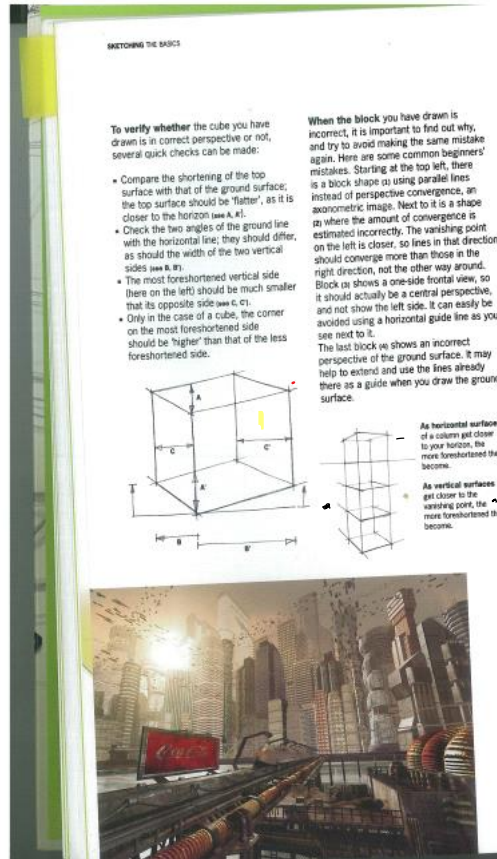 SKETCHING THE BASICS
To verify whether the cube you have
drawn is in correct perspective or not,
several quick checks can be made:
• Compare the shortening of the top
surface with that of the ground surface;
the top surface should be 'flatter', as it is
closer to the horizon (see A, A').
• Check the two angles of the ground line
with the horizontal line; they should differ,
as should the width of the two vertical
sides (see B, B').
• The most foreshortened vertical side
(here on the left) should be much smaller
that its opposite side (see C, C').
• Only in the case of a cube, the corner
on the most foreshortened side
should be 'higher' than that of the less
foreshortened side.
When the block you have drawn is
incorrect, it is important to find out why,
and try to avoid making the same mistake
again. Here are some common beginners'
mistakes. Starting at the top left, there
is a block shape (1) using parallel lines
instead of perspective convergence, an
axonometric image. Next to it is a shape
(2) where the amount of convergence is
estimated incorrectly. The vanishing point
on the left is closer, so lines in that direction
should converge more than those in the
right direction, not the other way around.
Block (3) shows a one-side frontal view, so
it should actually be a central perspective,
and not show the left side. It can easily be
avoided using a horizontal guide line as you
see next to it.
The last block (4) shows an incorrect
perspective of the ground surface. It may
help to extend and use the lines already
there as a guide when you draw the ground
surface.
A
C
C'
A'
B
B'
As horizontal surfaces
of a column get closer
to your horizon, the
more foreshortened the
become.
As vertical surfaces
get closer to the
vanishing point, the
more foreshortened th
become.
Coca-Cola